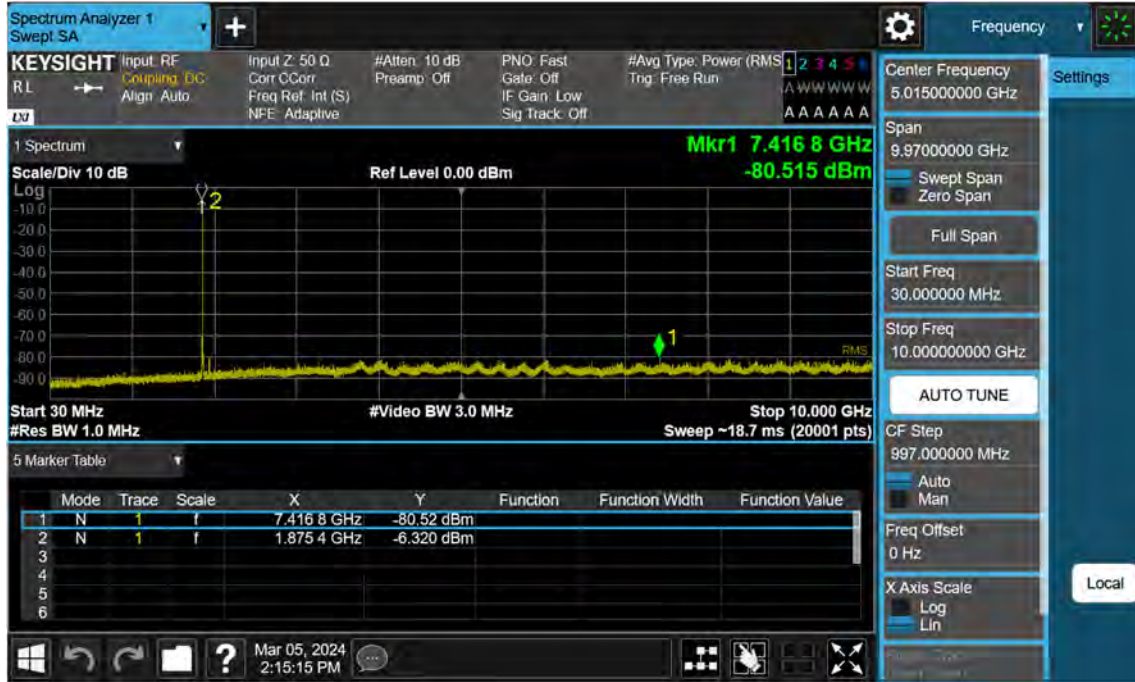 Spectrum Analyzer 1
Swept SA
Frequency
KEYSIGHT Input: RF Input Z: 50 Ω #Atten: 10 dB PNO: Fast #Avg Type: Power (RMS 1 2 3 4 5 6
RL Coupling: DC Corr CCorr Preamp: Off Gate: Off Trig: Free Run A W W W W W
Align: Auto Freq Ref: Int (S) IF Gain: Low
LXI NFE: Adaptive Sig Track: Off A A A A A A
1 Spectrum
Mkr1 7.416 8 GHz
Scale/Div 10 dB Ref Level 0.00 dBm -80.515 dBm
Log
-10.0
2
-20.0
-30.0
-40.0
-50.0
-60.0
-70.0
1
-80.0
RMS
-90.0
Start 30 MHz #Video BW 3.0 MHz Stop 10.000 GHz
#Res BW 1.0 MHz Sweep ~18.7 ms (20001 pts)
5 Marker Table
Mode Trace Scale X Y Function Function Width Function Value
1 N 1 f 7.416 8 GHz -80.52 dBm
2 N 1 f 1.875 4 GHz -6.320 dBm
3
4
5
6
?
Mar 05, 2024
2:15:15 PM
Center Frequency
5.015000000 GHz
Settings
Span
9.97000000 GHz
Swept Span
Zero Span
Full Span
Start Freq
30.000000 MHz
Stop Freq
10.000000000 GHz
AUTO TUNE
CF Step
997.000000 MHz
Auto
Man
Freq Offset
0 Hz
X Axis Scale
Log
Lin
Local